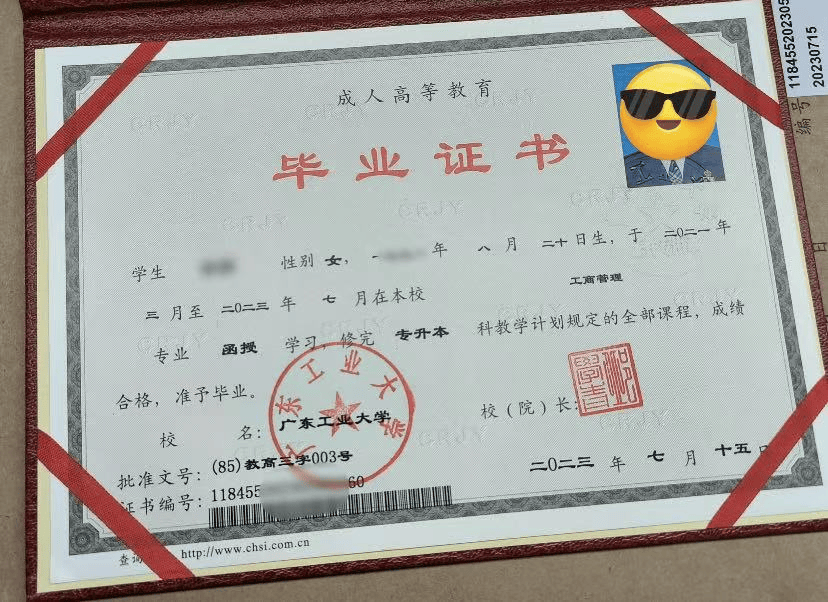 成人高等教育
毕业证书
学生 性别 女， 年 八 月 二十日生，于 二〇二一 年
三 月至 二〇二三 年 七 月在本校 工商管理
专业 函授 学习，修完 专升本 科教学计划规定的全部课程，成绩
合格，准予毕业。
校 名： 广东工业大学 校（院）长：
批准文号： (85)教高三字003号
二〇二三 年 七 月 十五 日
证书编号： 118455 60
查询 http://www.chsi.com.cn
广东工业大学
118455202305
20230715
编号
日
GRJY